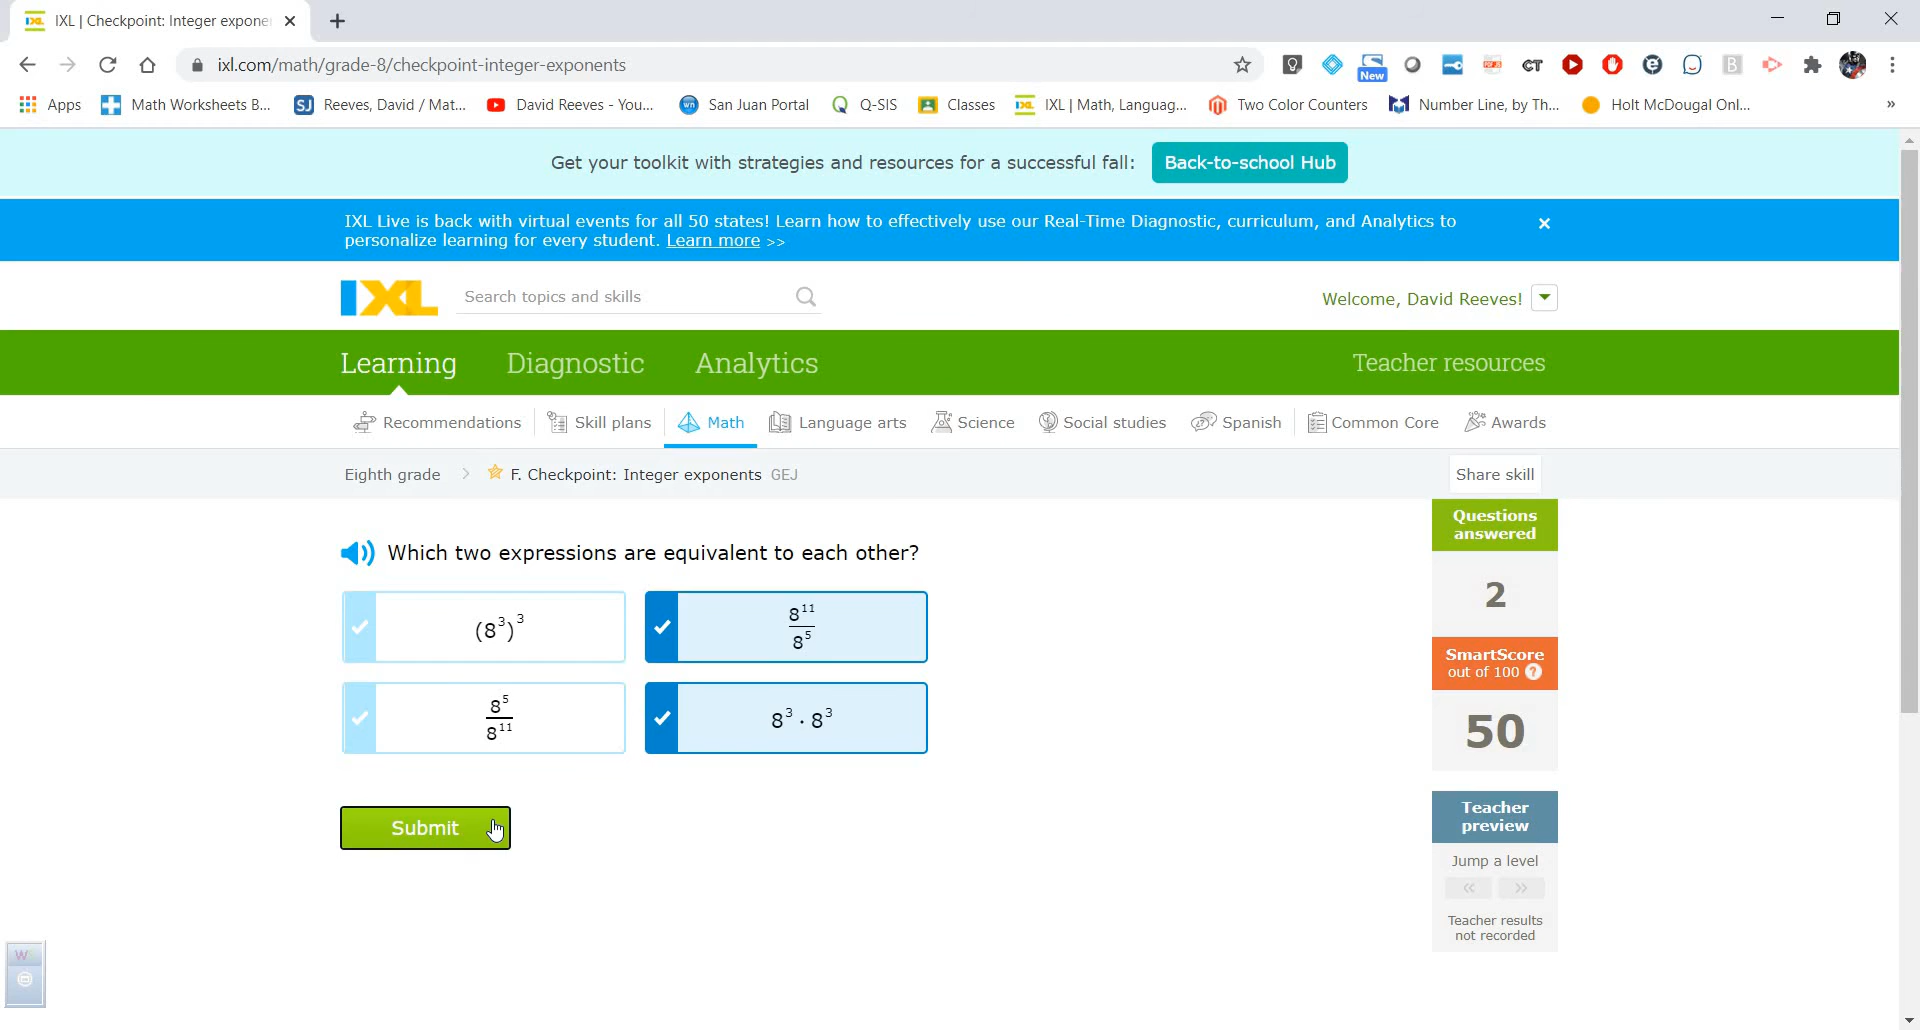 IXL | Checkpoint: Integer expone
ixl.com/math/grade-8/checkpoint-integer-exponents
New
Apps
Math Worksheets B...
SJ
Reeves, David / Mat...
David Reeves - You...
San Juan Portal
Q-SIS
Classes
IXL | Math, Languag...
Two Color Counters
Number Line, by Th...
Holt McDougal Onl...
»
Get your toolkit with strategies and resources for a successful fall:
Back-to-school Hub
IXL Live is back with virtual events for all 50 states! Learn how to effectively use our Real-Time Diagnostic, curriculum, and Analytics to
personalize learning for every student. Learn more >>
IXL
Search topics and skills
Welcome, David Reeves!
Learning
Diagnostic
Analytics
Teacher resources
Recommendations
Skill plans
Math
Language arts
Science
Social studies
Spanish
Common Core
Awards
Eighth grade > F. Checkpoint: Integer exponents GEJ
Share skill
Questions
answered
2
SmartScore
out of 100 ?
50
Which two expressions are equivalent to each other?
(8³)³
8¹¹
8⁵
8⁵
8¹¹
8³ · 8³
Submit
Teacher
preview
Jump a level
Teacher results
not recorded